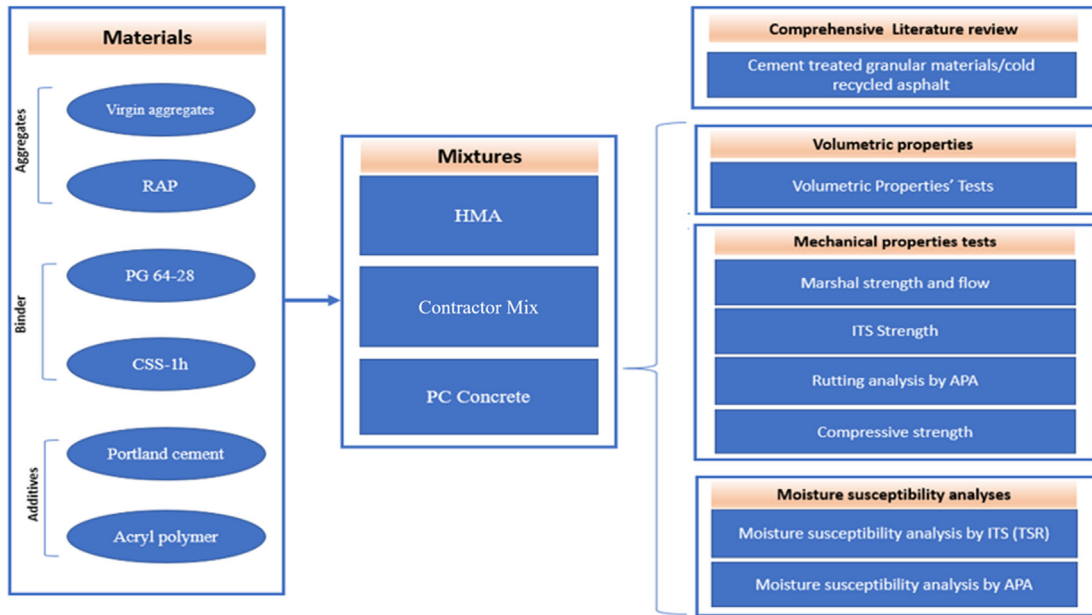 Materials
Aggregates
Virgin aggregates
RAP
Binder
PG 64-28
CSS-1h
Additives
Portland cement
Acryl polymer
Mixtures
HMA
Contractor Mix
PC Concrete
Comprehensive Literature review
Cement treated granular materials/cold
recycled asphalt
Volumetric properties
Volumetric Properties' Tests
Mechanical properties tests
Marshal strength and flow
ITS Strength
Rutting analysis by APA
Compressive strength
Moisture susceptibility analyses
Moisture susceptibility analysis by ITS (TSR)
Moisture susceptibility analysis by APA